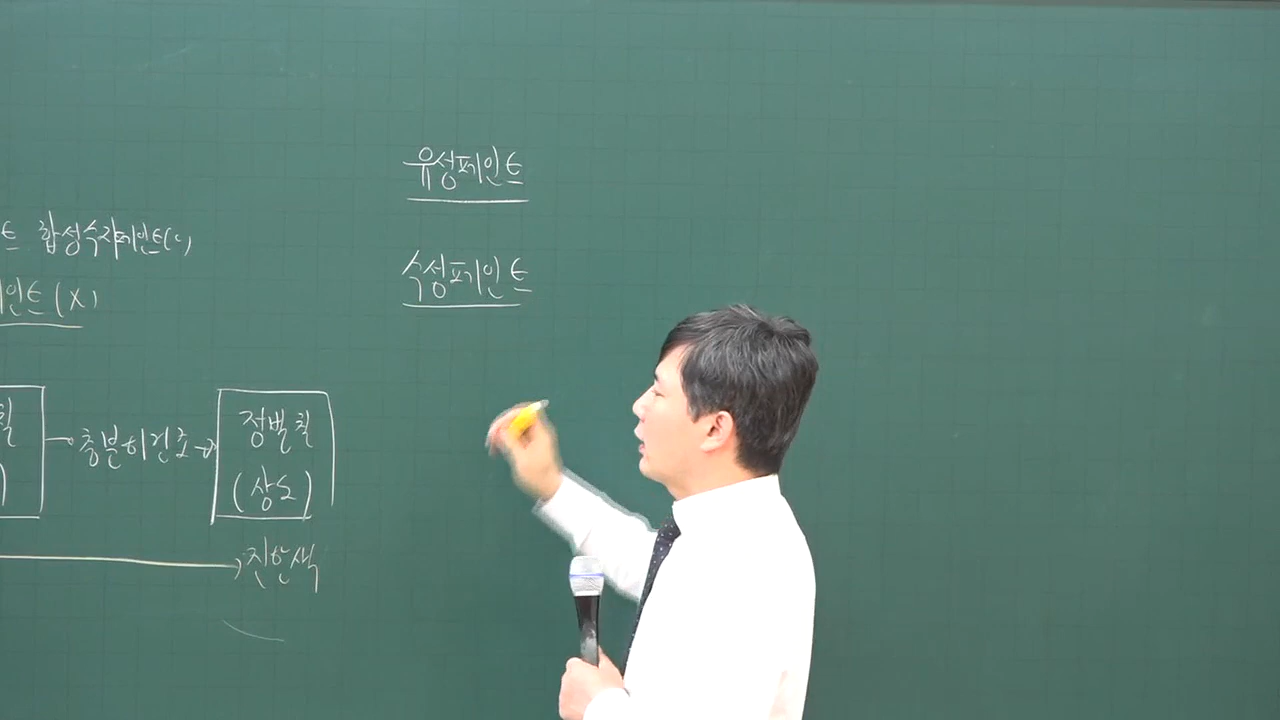 유성페인트
트 합성수지페인트(○)
수성페인트
인트 (X)
칠 → 충분히건조 → 정벌칠
(상도)
→ 진한색